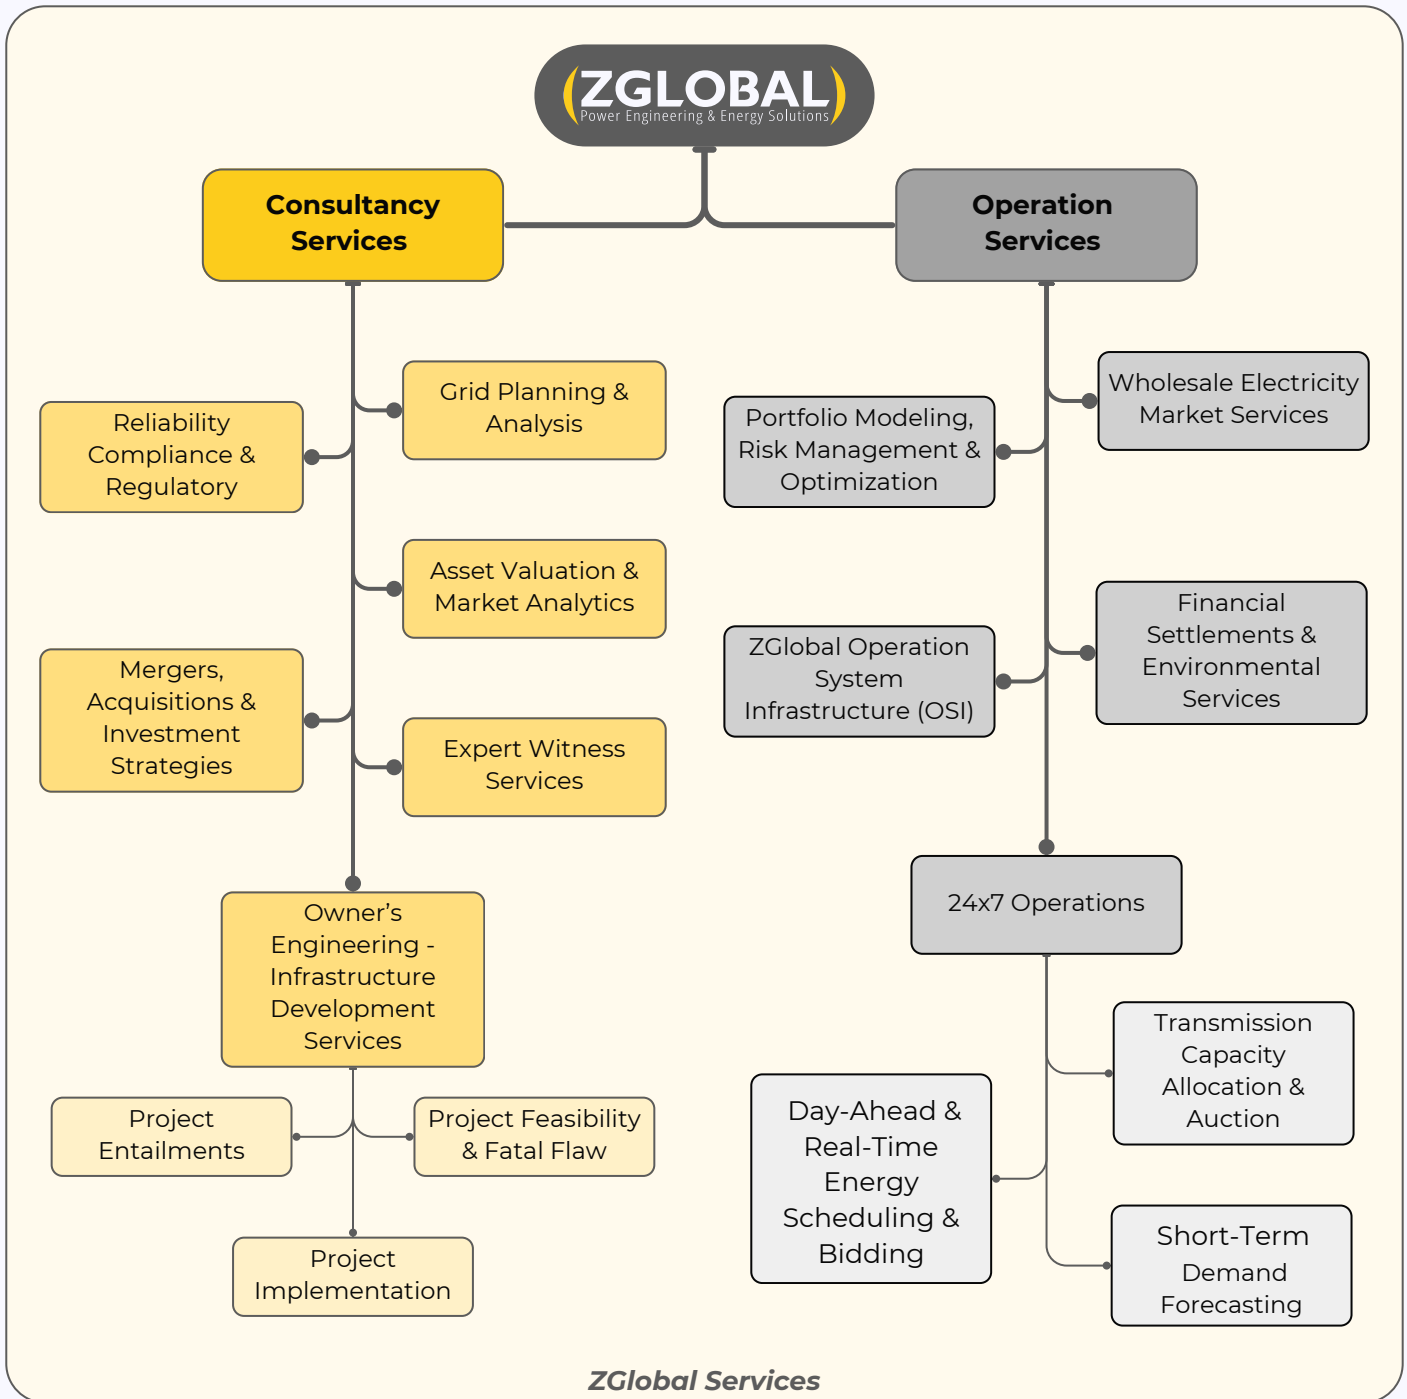 ZGLOBAL
Power Engineering & Energy Solutions
Consultancy
Services
Operation
Services
Grid Planning &
Analysis
Reliability
Compliance &
Regulatory
Asset Valuation &
Market Analytics
Mergers,
Acquisitions &
Investment
Strategies
Expert Witness
Services
Owner’s
Engineering -
Infrastructure
Development
Services
Project
Entailments
Project Feasibility
& Fatal Flaw
Project
Implementation
Wholesale Electricity
Market Services
Portfolio Modeling,
Risk Management &
Optimization
Financial
Settlements &
Environmental
Services
ZGlobal Operation
System
Infrastructure (OSI)
24x7 Operations
Transmission
Capacity
Allocation &
Auction
Day-Ahead &
Real-Time
Energy
Scheduling &
Bidding
Short-Term
Demand
Forecasting
ZGlobal Services